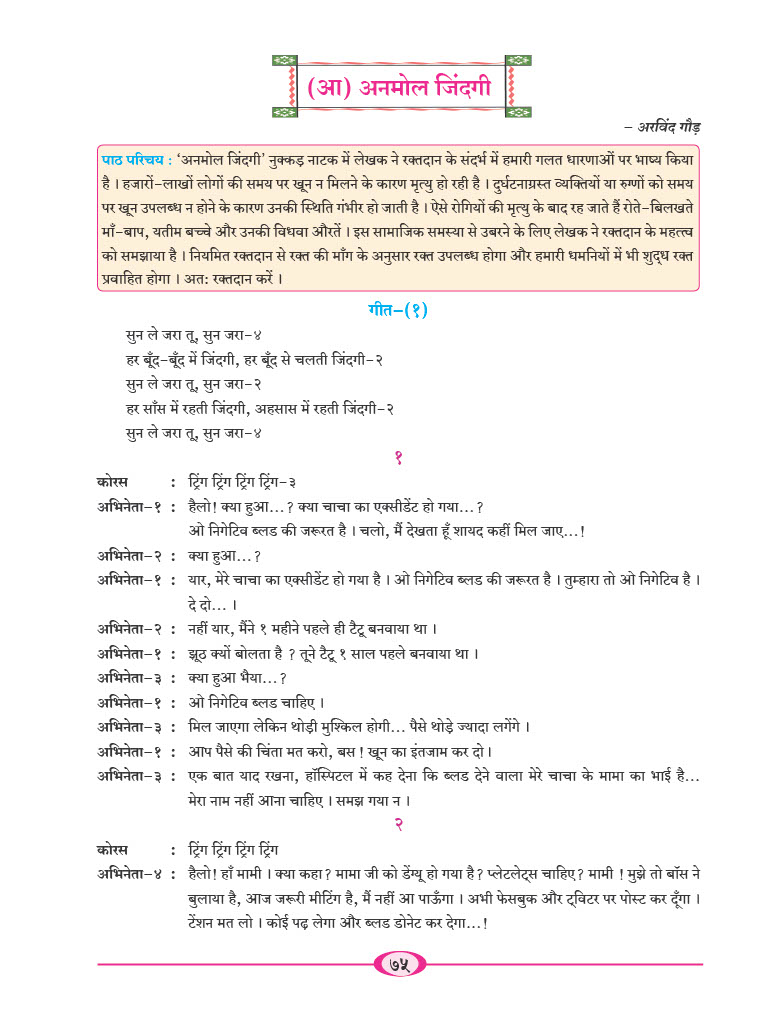 (आ) अनमोल जिंदगी
– अरविंद गौड़
पाठ परिचय : ‘अनमोल जिंदगी’ नुक्कड़ नाटक में लेखक ने रक्तदान के संदर्भ में हमारी गलत धारणाओं पर भाष्य किया
है । हजारों-लाखों लोगों की समय पर खून न मिलने के कारण मृत्यु हो रही है । दुर्घटनाग्रस्त व्यक्तियों या रुग्णों को समय
पर खून उपलब्ध न होने के कारण उनकी स्थिति गंभीर हो जाती है । ऐसे रोगियों की मृत्यु के बाद रह जाते हैं रोते-बिलखते
माँ-बाप, यतीम बच्चे और उनकी विधवा औरतें । इस सामाजिक समस्या से उबरने के लिए लेखक ने रक्तदान के महत्त्व
को समझाया है । नियमित रक्तदान से रक्त की माँग के अनुसार रक्त उपलब्ध होगा और हमारी धमनियों में भी शुद्ध रक्त
प्रवाहित होगा । अत: रक्तदान करें ।
गीत-(१)
सुन ले जरा तू, सुन जरा-४
हर बूँद-बूँद में जिंदगी, हर बूँद से चलती जिंदगी-२
सुन ले जरा तू, सुन जरा-२
हर साँस में रहती जिंदगी, अहसास में रहती जिंदगी-२
सुन ले जरा तू, सुन जरा-४
१
कोरस : ट्रिंग ट्रिंग ट्रिंग ट्रिंग-३
अभिनेता-१ : हैलो! क्या हुआ...? क्या चाचा का एक्सीडेंट हो गया...?
ओ निगेटिव ब्लड की जरूरत है । चलो, मैं देखता हूँ शायद कहीं मिल जाए...!
अभिनेता-२ : क्या हुआ...?
अभिनेता-१ : यार, मेरे चाचा का एक्सीडेंट हो गया है । ओ निगेटिव ब्लड की जरूरत है । तुम्हारा तो ओ निगेटिव है ।
दे दो... ।
अभिनेता-२ : नहीं यार, मैंने १ महीने पहले ही टैटू बनवाया था ।
अभिनेता-१ : झूठ क्यों बोलता है ? तूने टैटू १ साल पहले बनवाया था ।
अभिनेता-३ : क्या हुआ भैया...?
अभिनेता-१ : ओ निगेटिव ब्लड चाहिए ।
अभिनेता-३ : मिल जाएगा लेकिन थोड़ी मुश्किल होगी... पैसे थोड़े ज्यादा लगेंगे ।
अभिनेता-१ : आप पैसे की चिंता मत करो, बस ! खून का इंतजाम कर दो ।
अभिनेता-३ : एक बात याद रखना, हॉस्पिटल में कह देना कि ब्लड देने वाला मेरे चाचा के मामा का भाई है...
मेरा नाम नहीं आना चाहिए । समझ गया न ।
२
कोरस : ट्रिंग ट्रिंग ट्रिंग ट्रिंग
अभिनेता-४ : हैलो! हाँ मामी । क्या कहा? मामा जी को डेंग्यू हो गया है? प्लेटलेट्स चाहिए? मामी ! मुझे तो बॉस ने
बुलाया है, आज जरूरी मीटिंग है, मैं नहीं आ पाऊँगा । अभी फेसबुक और ट्विटर पर पोस्ट कर दूँगा ।
टेंशन मत लो । कोई पढ़ लेगा और ब्लड डोनेट कर देगा...!
७५